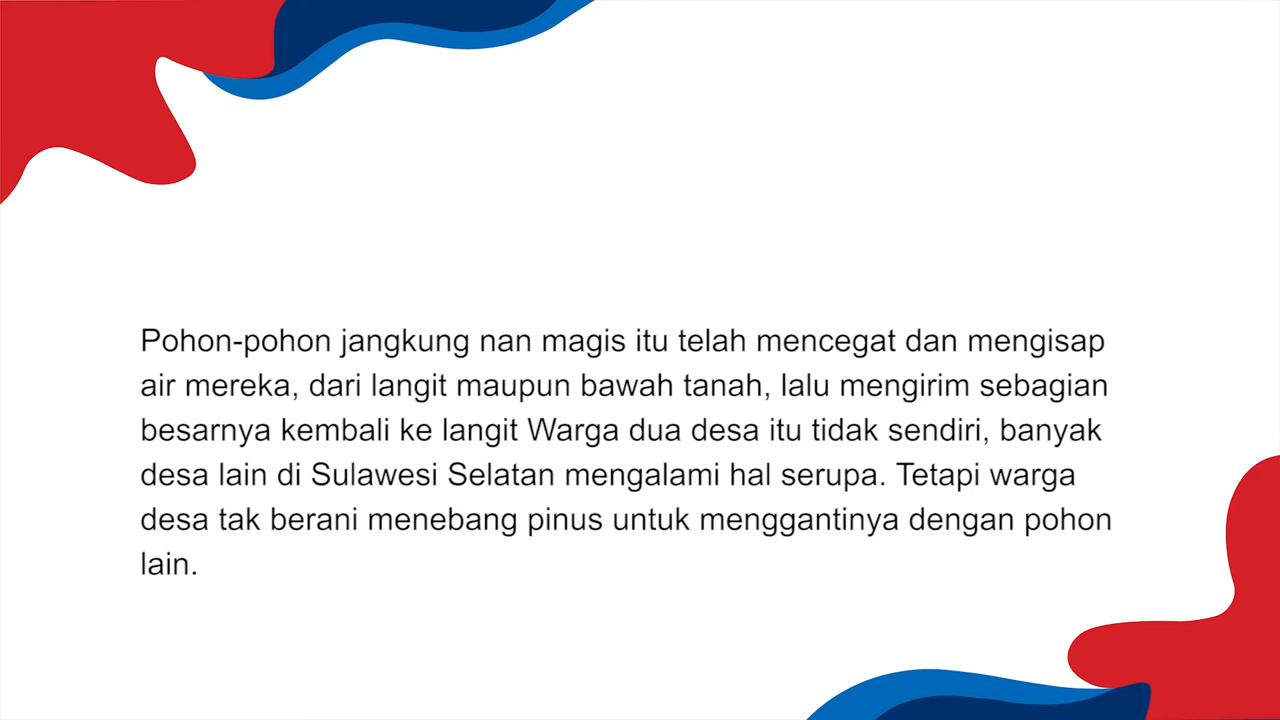 Pohon-pohon jangkung nan magis itu telah mencegat dan mengisap
air mereka, dari langit maupun bawah tanah, lalu mengirim sebagian
besarnya kembali ke langit Warga dua desa itu tidak sendiri, banyak
desa lain di Sulawesi Selatan mengalami hal serupa. Tetapi warga
desa tak berani menebang pinus untuk menggantinya dengan pohon
lain.